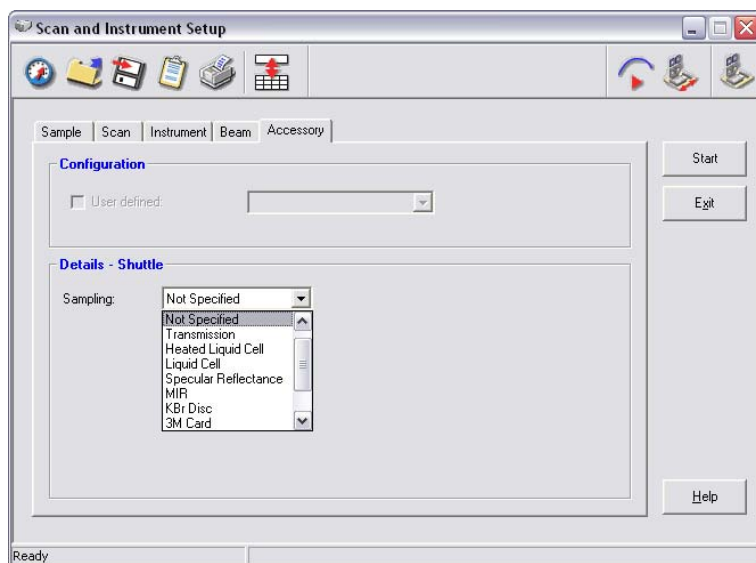 Scan and Instrument Setup
Sample Scan Instrument Beam Accessory
Configuration
User defined:
Details - Shuttle
Sampling: Not Specified
Not Specified
Transmission
Heated Liquid Cell
Liquid Cell
Specular Reflectance
MIR
KBr Disc
3M Card
Start
Exit
Help
Ready